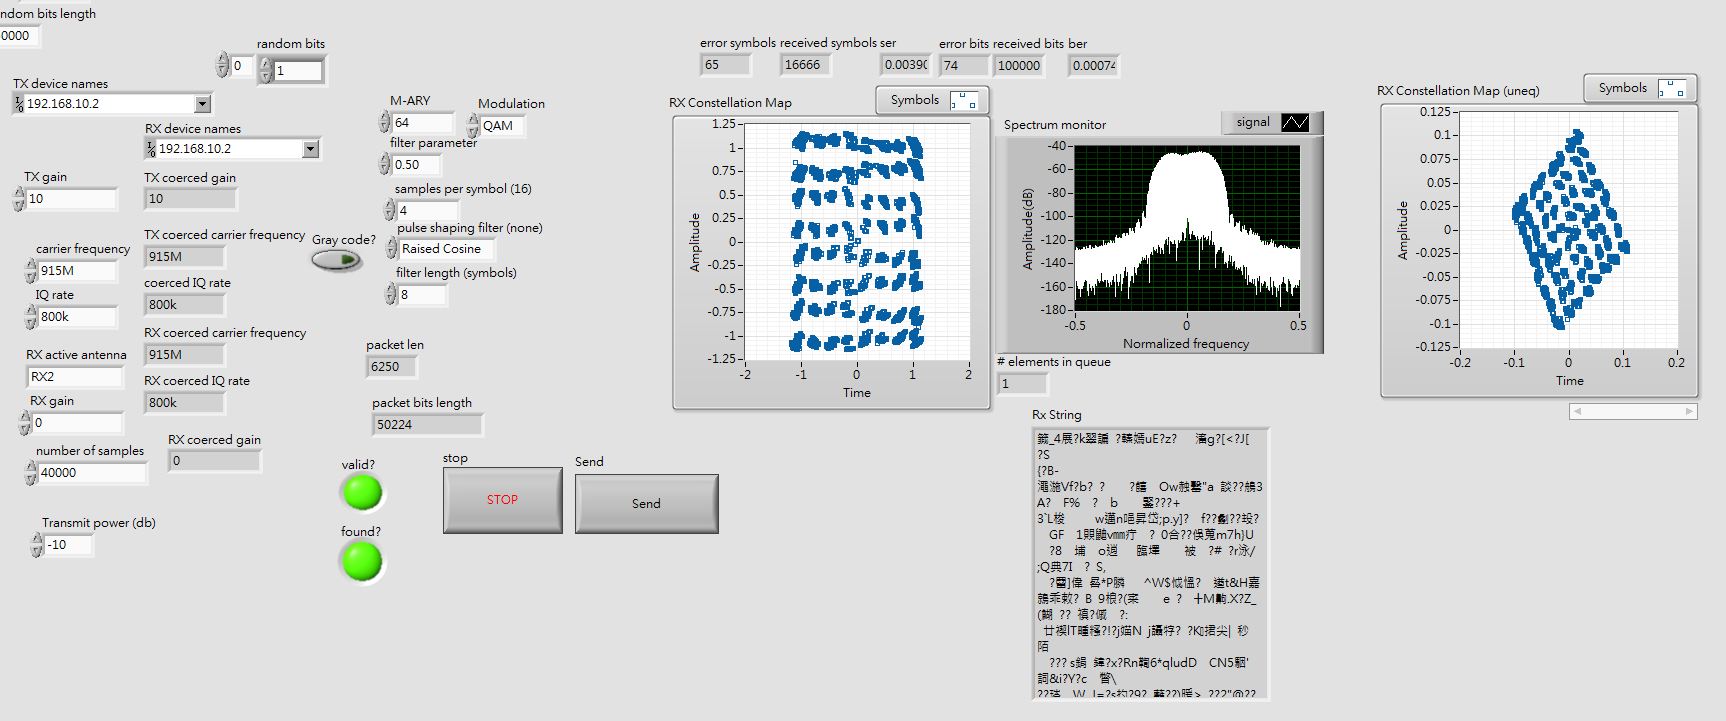 ndom bits length
0000
random bits
0
1
TX device names
192.168.10.2
RX device names
192.168.10.2
TX gain
10
TX coerced gain
10
carrier frequency
915M
TX coerced carrier frequency
915M
IQ rate
800k
coerced IQ rate
800k
RX coerced carrier frequency
915M
RX active antenna
RX2
RX coerced IQ rate
800k
RX gain
0
RX coerced gain
0
number of samples
40000
Transmit power (db)
-10
Gray code?
M-ARY
64
Modulation
QAM
filter parameter
0.50
samples per symbol (16)
4
pulse shaping filter (none)
Raised Cosine
filter length (symbols)
8
packet len
6250
packet bits length
50224
valid?
found?
stop
STOP
Send
Send
error symbols received symbols ser
65
16666
error bits received bits ber
74
100000
0.00074
RX Constellation Map
Symbols
1.25
1
0.75
0.5
0.25
0
-0.25
-0.5
-0.75
-1
-1.25
Amplitude
-2
-1
0
1
2
Time
Spectrum monitor
signal
-40
-60
-80
-100
-120
-140
-160
-180
Amplitude(dB)
-0.5
0
0.5
Normalized frequency
# elements in queue
1
Rx String
?S
{?B-
RX Constellation Map (uneq)
Symbols
0.125
0.1
0.075
0.05
0.025
0
-0.025
-0.05
-0.075
-0.1
-0.125
Amplitude
-0.2
-0.1
0
0.1
0.2
Time